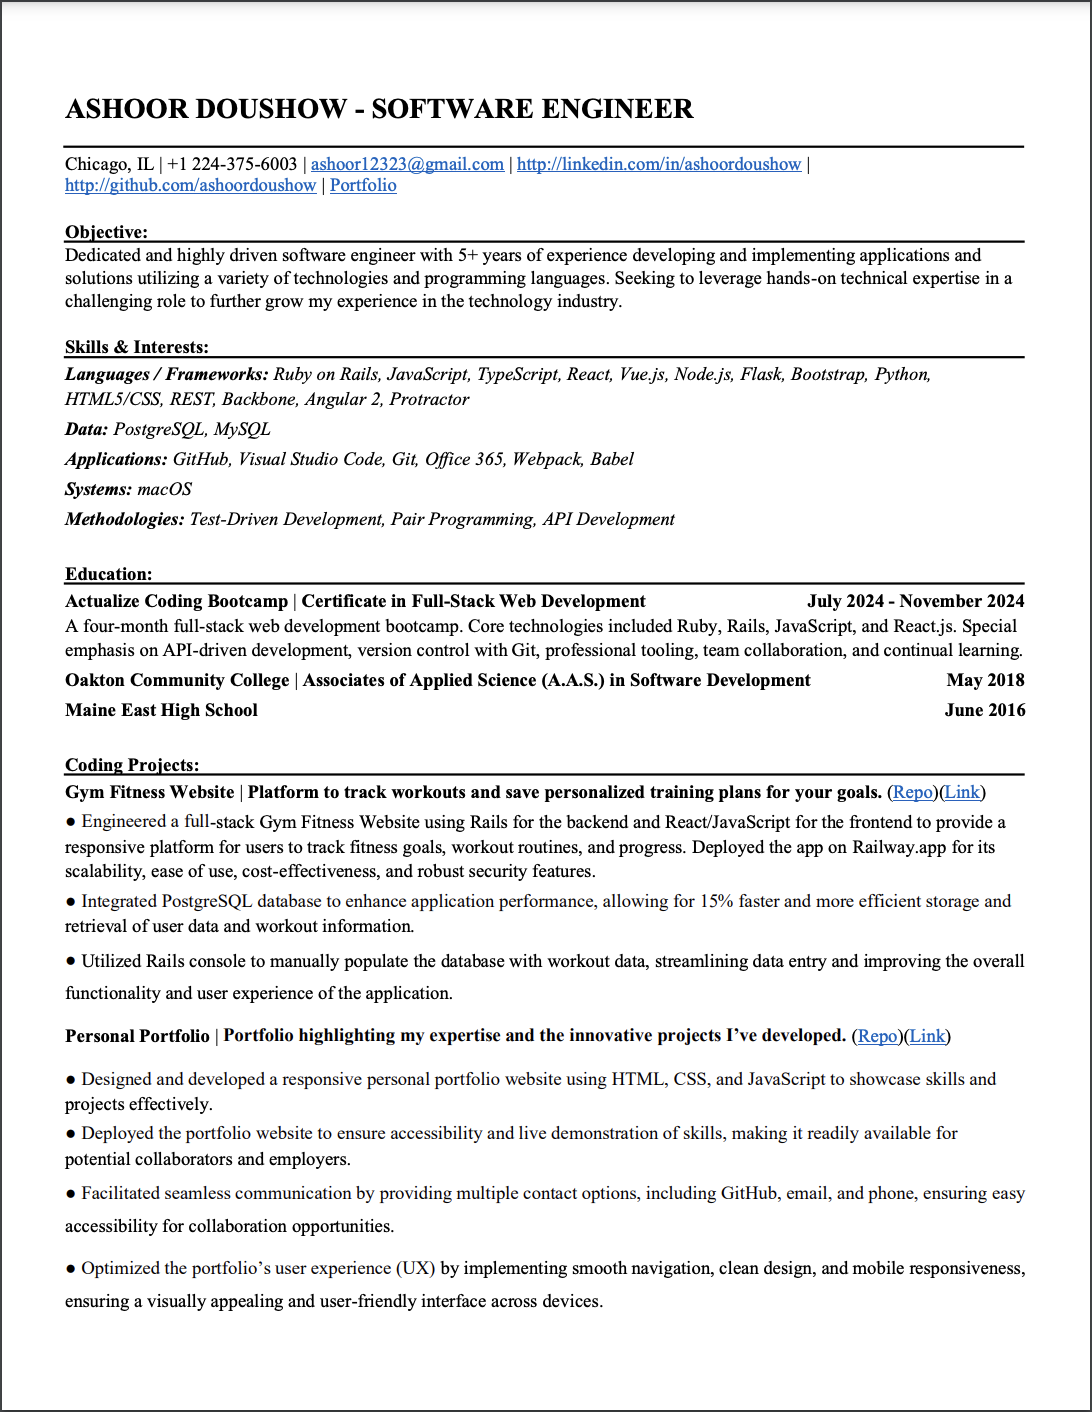 ASHOOR DOUSHOW - SOFTWARE ENGINEER
Chicago, IL | +1 224-375-6003 | ashoor12323@gmail.com | http://linkedin.com/in/ashoordoushow |
http://github.com/ashoordoushow | Portfolio
Objective:
Dedicated and highly driven software engineer with 5+ years of experience developing and implementing applications and
solutions utilizing a variety of technologies and programming languages. Seeking to leverage hands-on technical expertise in a
challenging role to further grow my experience in the technology industry.
Skills & Interests:
Languages / Frameworks: Ruby on Rails, JavaScript, TypeScript, React, Vue.js, Node.js, Flask, Bootstrap, Python,
HTML5/CSS, REST, Backbone, Angular 2, Protractor
Data: PostgreSQL, MySQL
Applications: GitHub, Visual Studio Code, Git, Office 365, Webpack, Babel
Systems: macOS
Methodologies: Test-Driven Development, Pair Programming, API Development
Education:
Actualize Coding Bootcamp | Certificate in Full-Stack Web Development July 2024 - November 2024
A four-month full-stack web development bootcamp. Core technologies included Ruby, Rails, JavaScript, and React.js. Special
emphasis on API-driven development, version control with Git, professional tooling, team collaboration, and continual learning.
Oakton Community College | Associates of Applied Science (A.A.S.) in Software Development May 2018
Maine East High School June 2016
Coding Projects:
Gym Fitness Website | Platform to track workouts and save personalized training plans for your goals. (Repo)(Link)
● Engineered a full-stack Gym Fitness Website using Rails for the backend and React/JavaScript for the frontend to provide a
responsive platform for users to track fitness goals, workout routines, and progress. Deployed the app on Railway.app for its
scalability, ease of use, cost-effectiveness, and robust security features.
● Integrated PostgreSQL database to enhance application performance, allowing for 15% faster and more efficient storage and
retrieval of user data and workout information.
● Utilized Rails console to manually populate the database with workout data, streamlining data entry and improving the overall
functionality and user experience of the application.
Personal Portfolio | Portfolio highlighting my expertise and the innovative projects I’ve developed. (Repo)(Link)
● Designed and developed a responsive personal portfolio website using HTML, CSS, and JavaScript to showcase skills and
projects effectively.
● Deployed the portfolio website to ensure accessibility and live demonstration of skills, making it readily available for
potential collaborators and employers.
● Facilitated seamless communication by providing multiple contact options, including GitHub, email, and phone, ensuring easy
accessibility for collaboration opportunities.
● Optimized the portfolio’s user experience (UX) by implementing smooth navigation, clean design, and mobile responsiveness,
ensuring a visually appealing and user-friendly interface across devices.